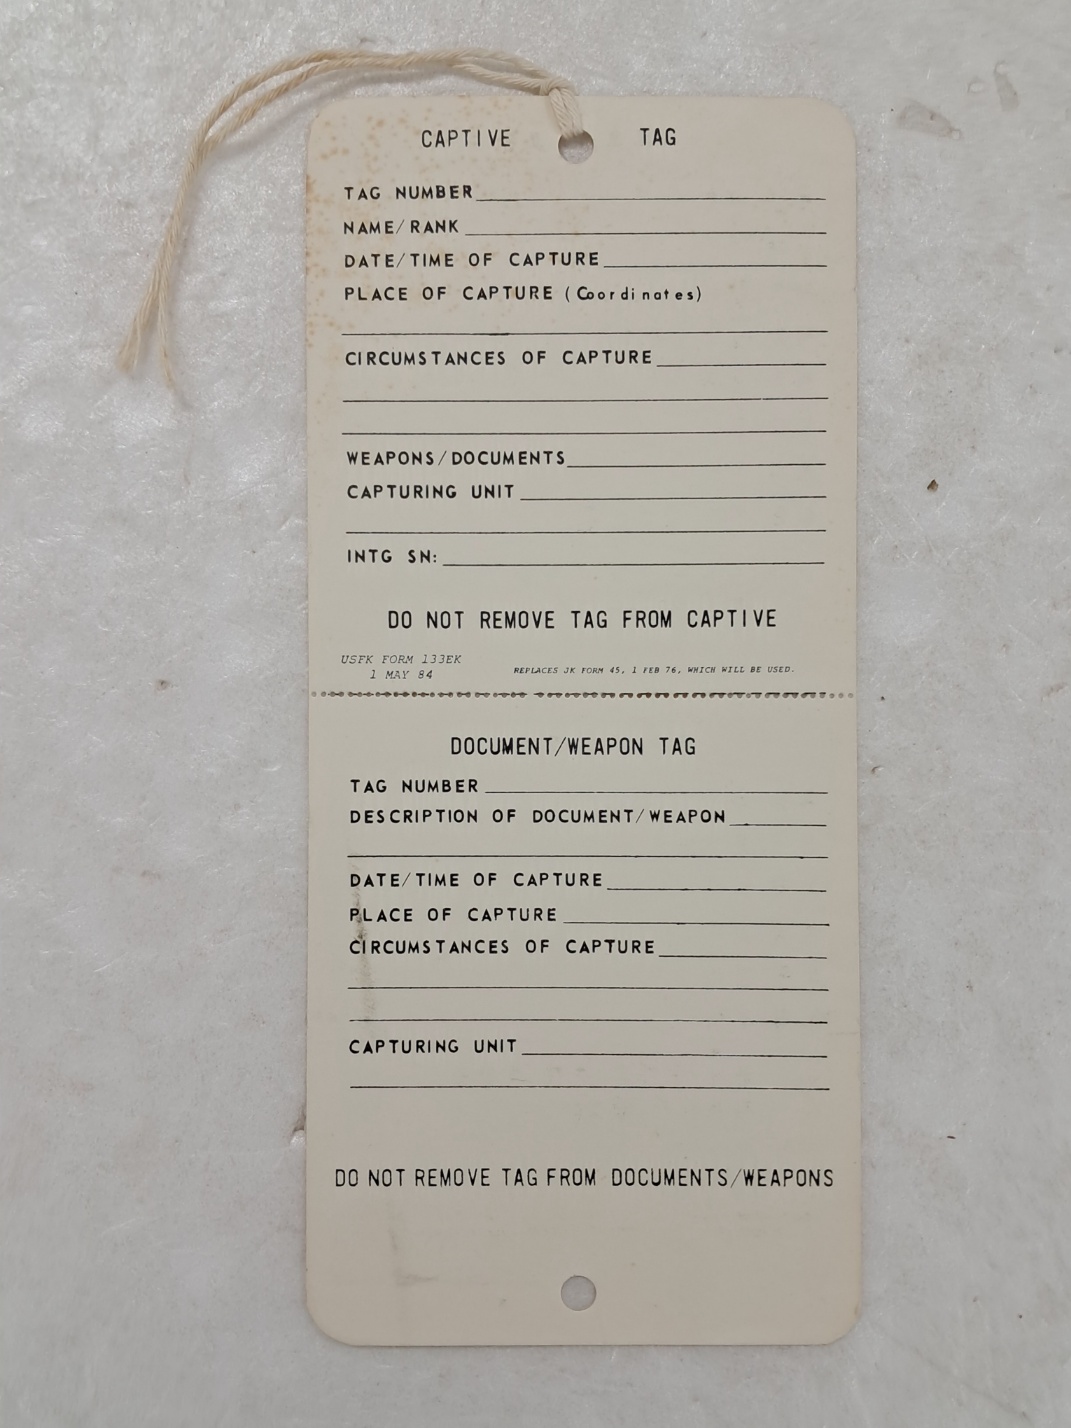 CAPTIVE TAG
TAG NUMBER
NAME/RANK
DATE/TIME OF CAPTURE
PLACE OF CAPTURE (Coordinates)
CIRCUMSTANCES OF CAPTURE
WEAPONS/DOCUMENTS
CAPTURING UNIT
INTG SN:
DO NOT REMOVE TAG FROM CAPTIVE
USFK FORM 133EK
1 MAY 84
REPLACES JK FORM 45, 1 FEB 76, WHICH WILL BE USED.
DOCUMENT/WEAPON TAG
TAG NUMBER
DESCRIPTION OF DOCUMENT/WEAPON
DATE/TIME OF CAPTURE
PLACE OF CAPTURE
CIRCUMSTANCES OF CAPTURE
CAPTURING UNIT
DO NOT REMOVE TAG FROM DOCUMENTS/WEAPONS